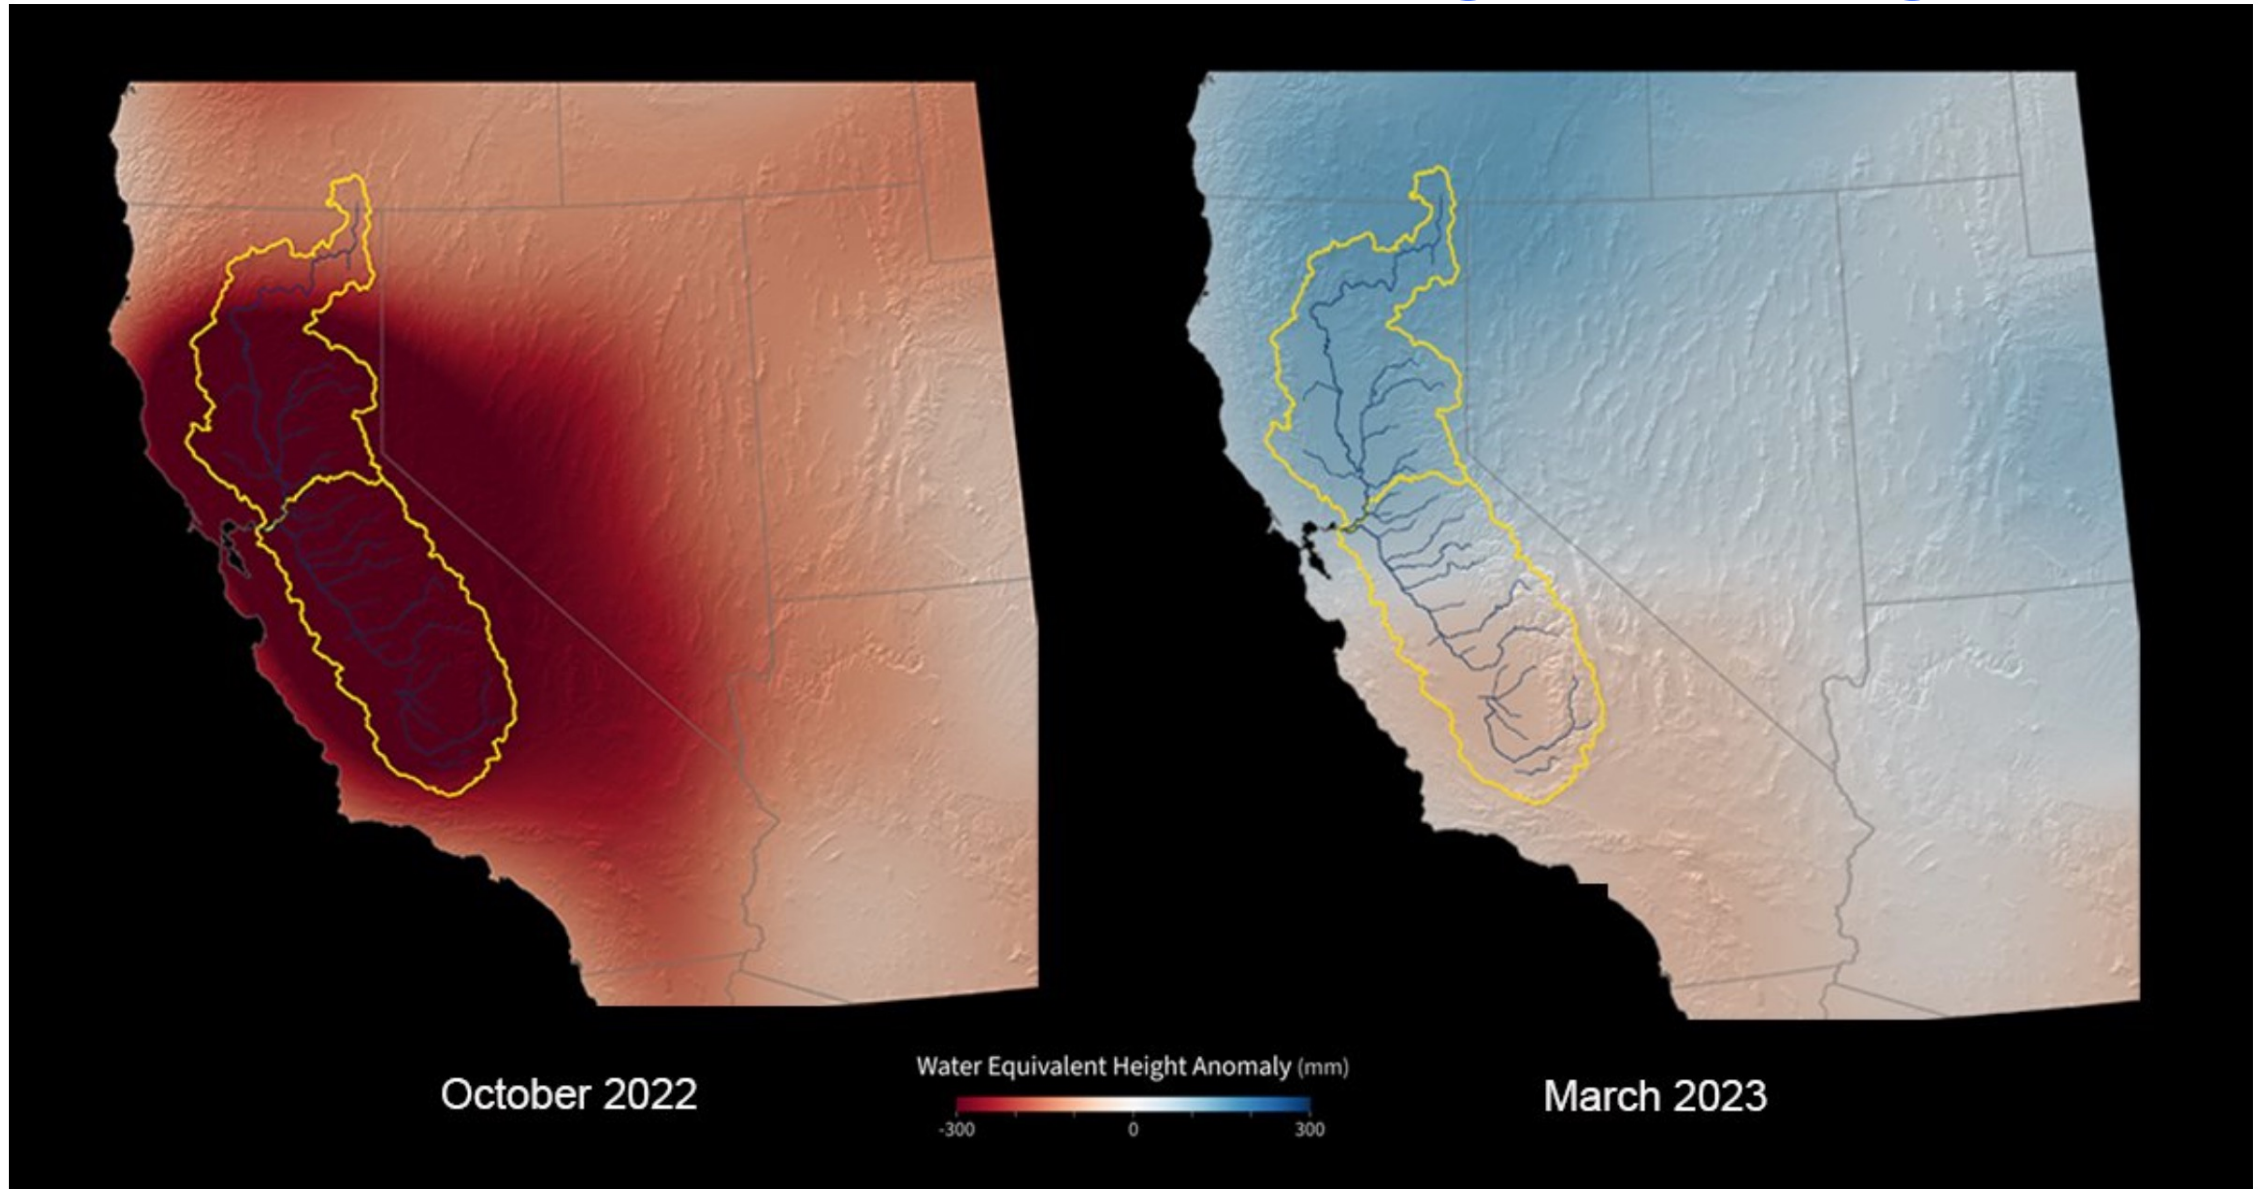 Water Equivalent Height Anomaly (mm)
October 2022
March 2023
-300
0
300